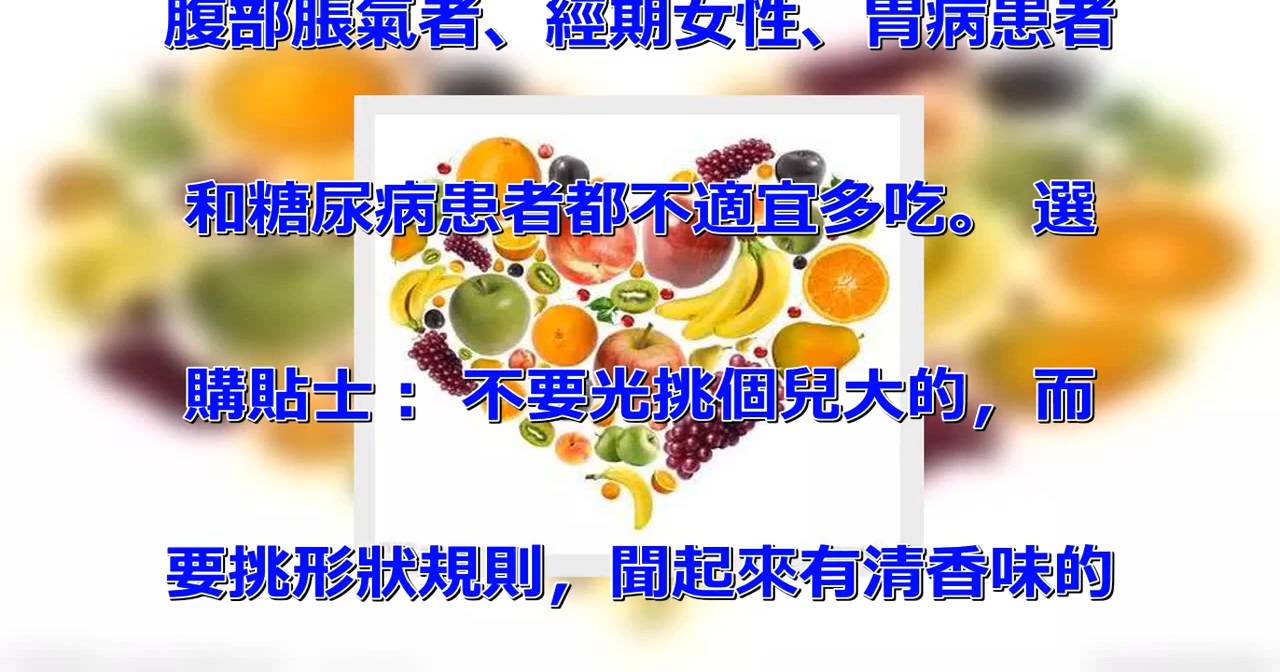 腹部脹氣者、經期女性、胃病患者
和糖尿病患者都不適宜多吃。 選
購貼士： 不要光挑個兒大的，而
要挑形狀規則，聞起來有清香味的